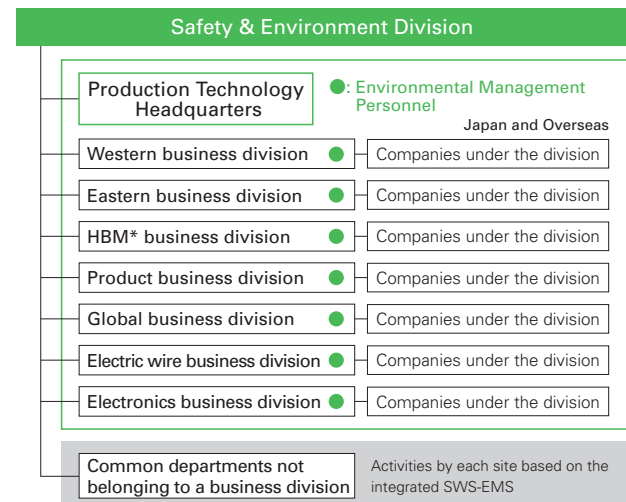 Safety & Environment Division
Production Technology
Headquarters
●: Environmental Management
Personnel
Japan and Overseas
Western business division
Companies under the division
Eastern business division
Companies under the division
HBM* business division
Companies under the division
Product business division
Companies under the division
Global business division
Companies under the division
Electric wire business division
Companies under the division
Electronics business division
Companies under the division
Common departments not
belonging to a business division
Activities by each site based on the
integrated SWS-EMS